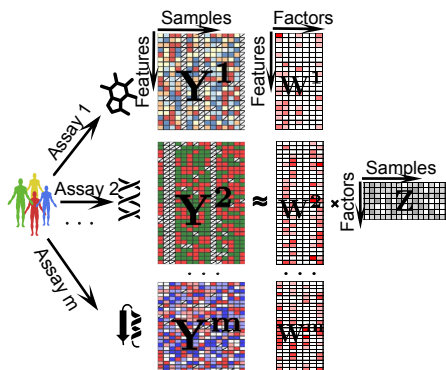 Samples
Factors
Features
Y1
Features
W1
Assay 1
Assay 2
. . .
Y2
≈
W2
×
Samples
Factors
Z
Assay m
. . .
. . .
Ym
Wm